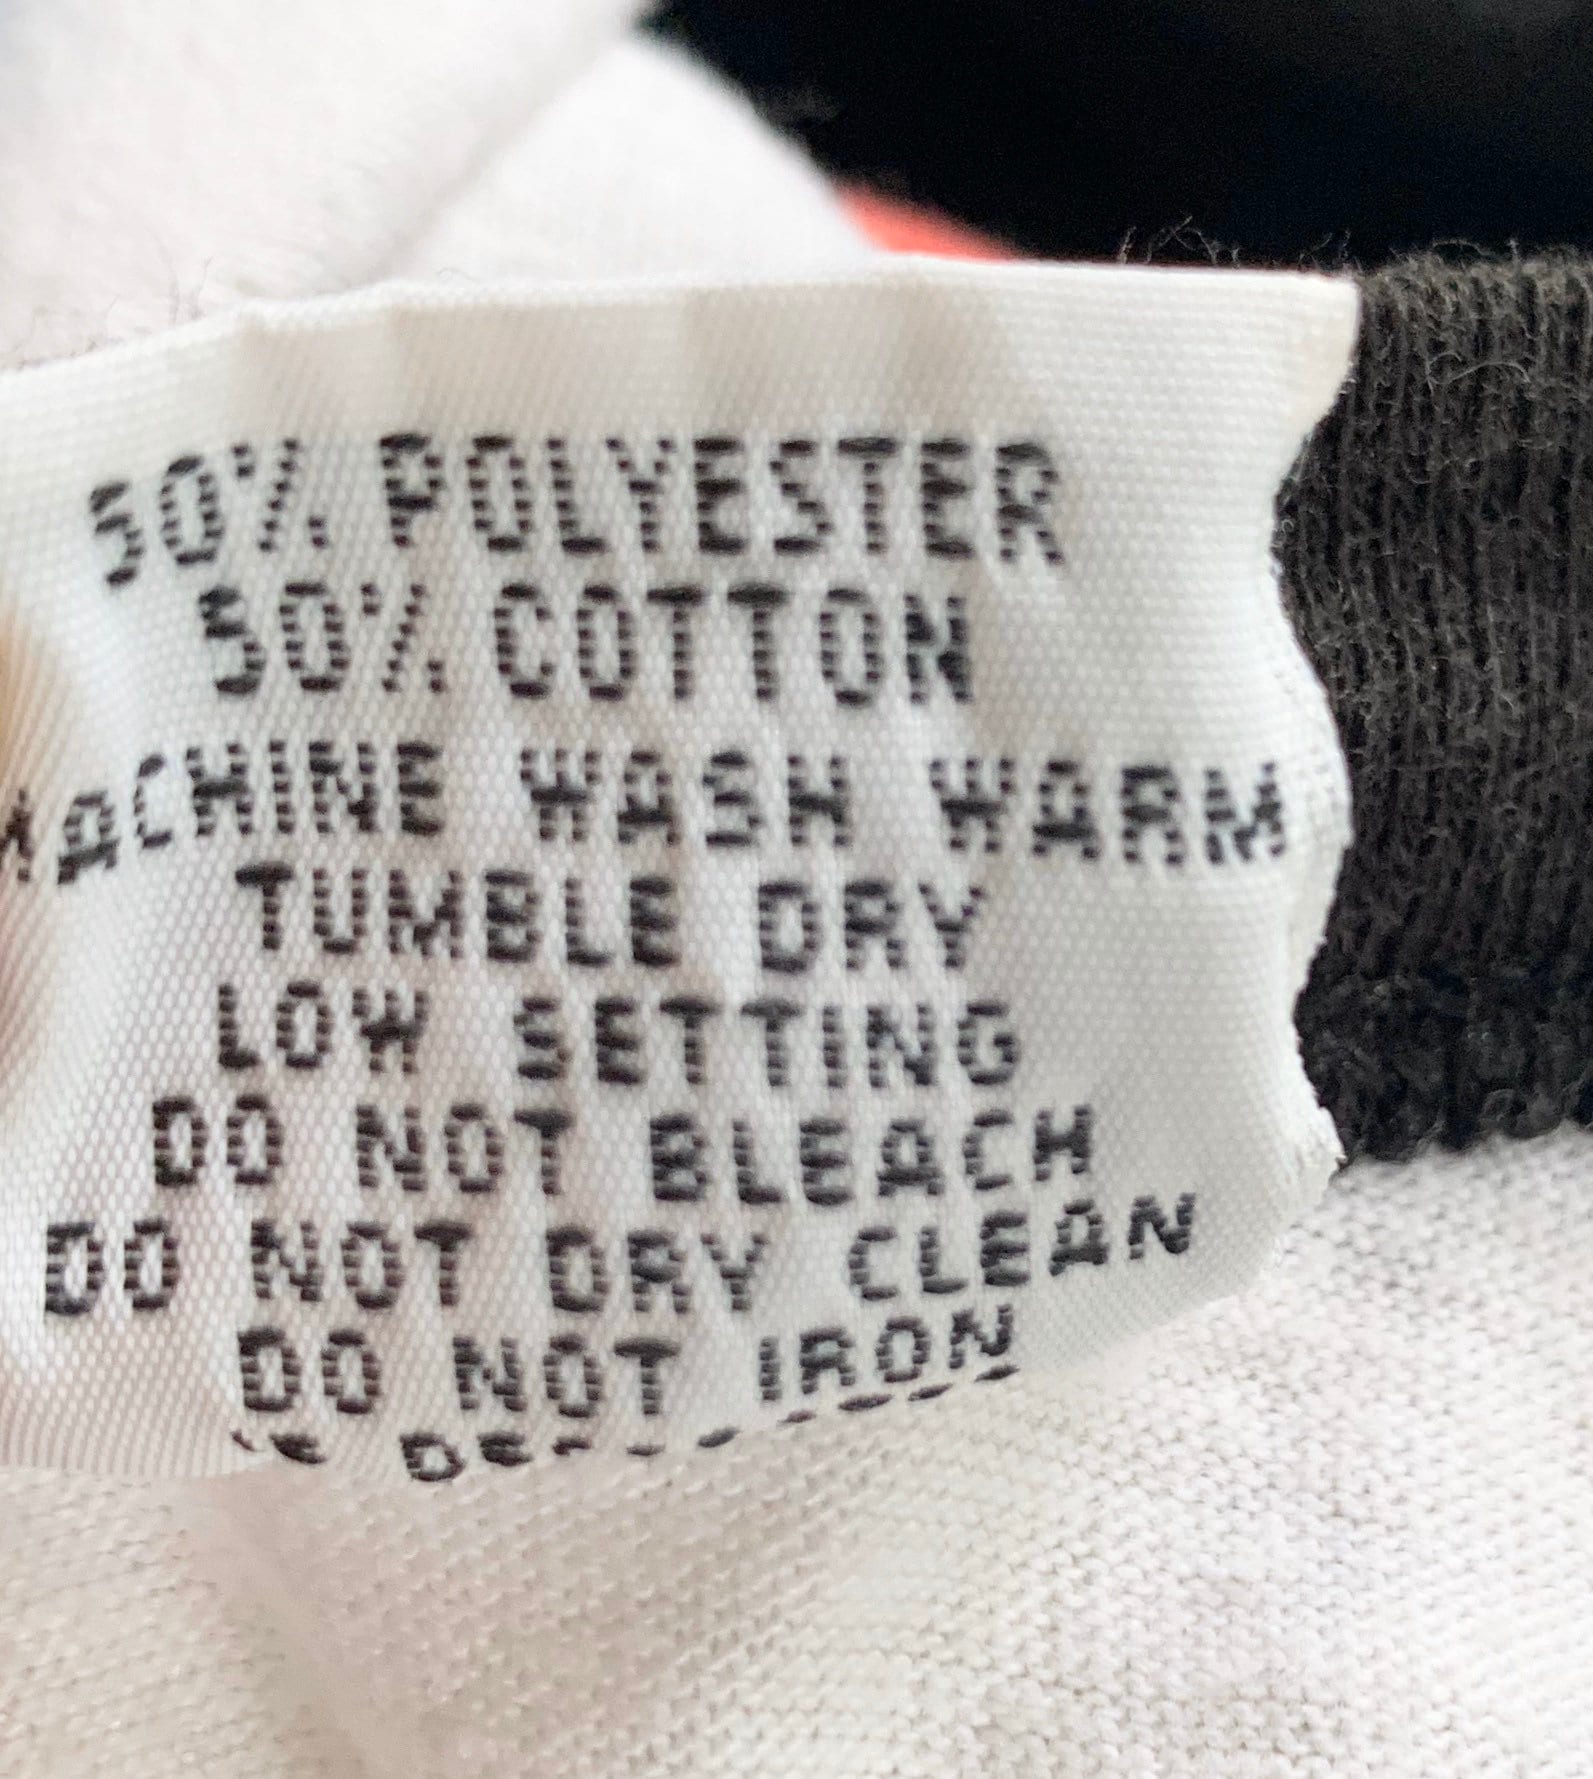 50% POLYESTER
50% COTTON
MACHINE WASH WARM
TUMBLE DRY
LOW SETTING
DO NOT BLEACH
DO NOT DRY CLEAN
DO NOT IRON